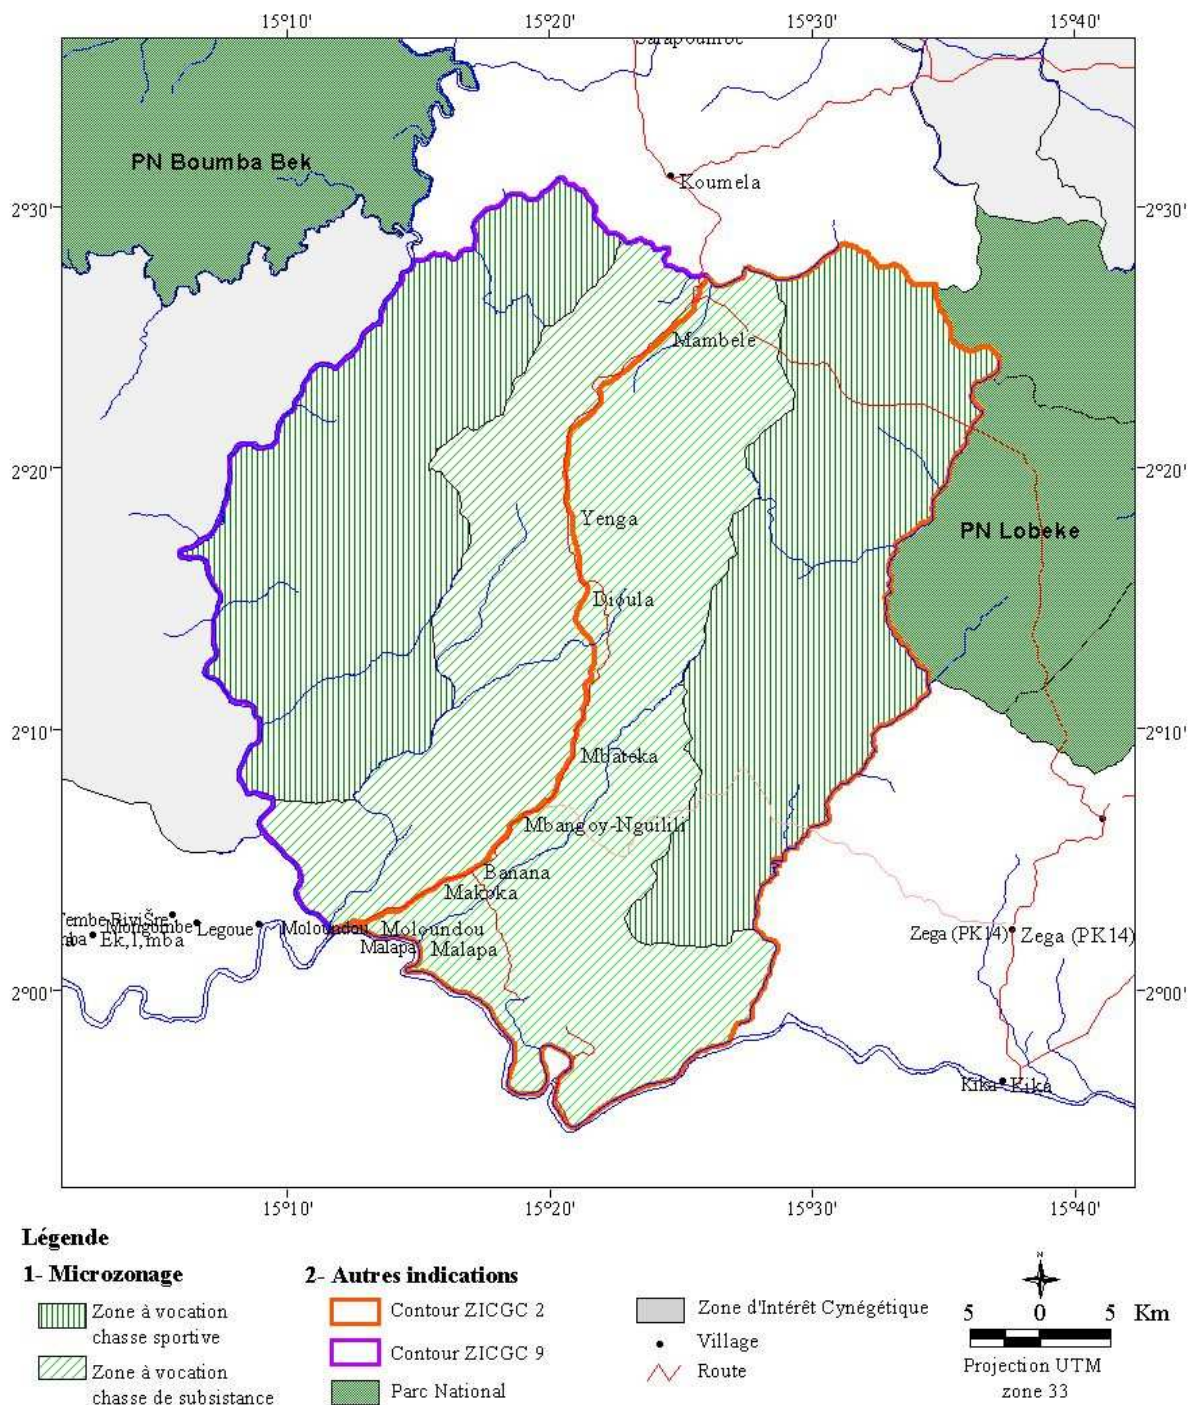 15°10'
15°20'
15°30'
15°40'
PN Boumba Bek
Koumela
2°30'
2°30'
Mambele
2°20'
2°20'
Yenga
PN Lobeke
Dioula
2°10'
2°10'
Mbateka
Mbangoy-Nguilili
Banana
Makoka
Mongombe
Legoue
Moloundou
Moloundou
Ek,l,mba
Malapa
Malapa
Zega (PK14)
Zega (PK14)
2°00'
2°00'
Kika
Kika
15°10'
15°20'
15°30'
15°40'
Légende
1- Microzonage
Zone à vocation
chasse sportive
Zone à vocation
chasse de subsistance
2- Autres indications
Contour ZICGC 2
Contour ZICGC 9
Parc National
Zone d'Intérêt Cynégétique
Village
Route
N
5 0 5 Km
Projection UTM
zone 33